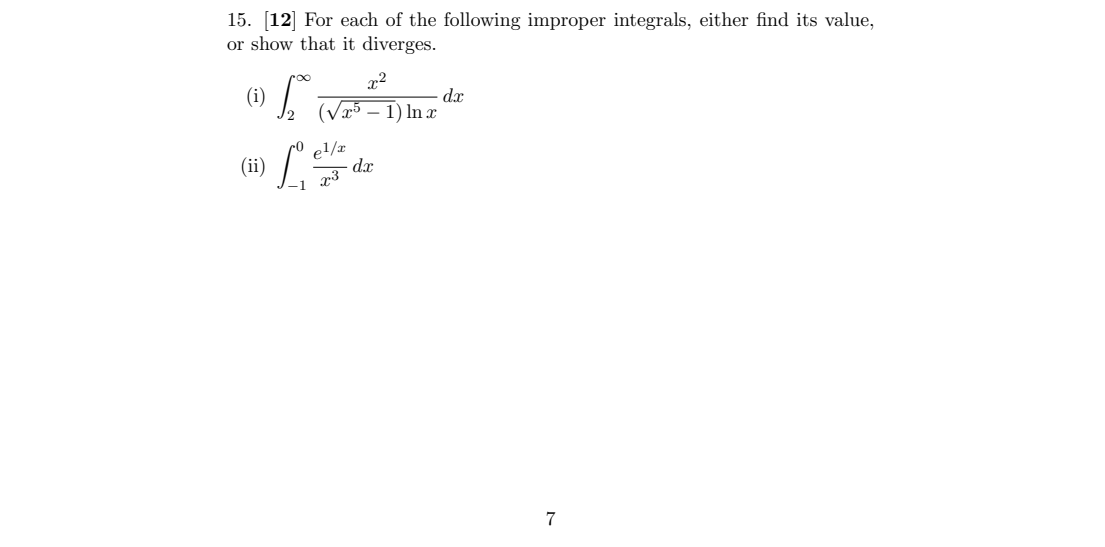 15. [12] For each of the following improper integrals, either find its value,
or show that it diverges.
(i) ∫_2^∞ x^2 / ((√(x^5 − 1)) ln x) dx
(ii) ∫_{−1}^0 e^{1/x} / x^3 dx
7